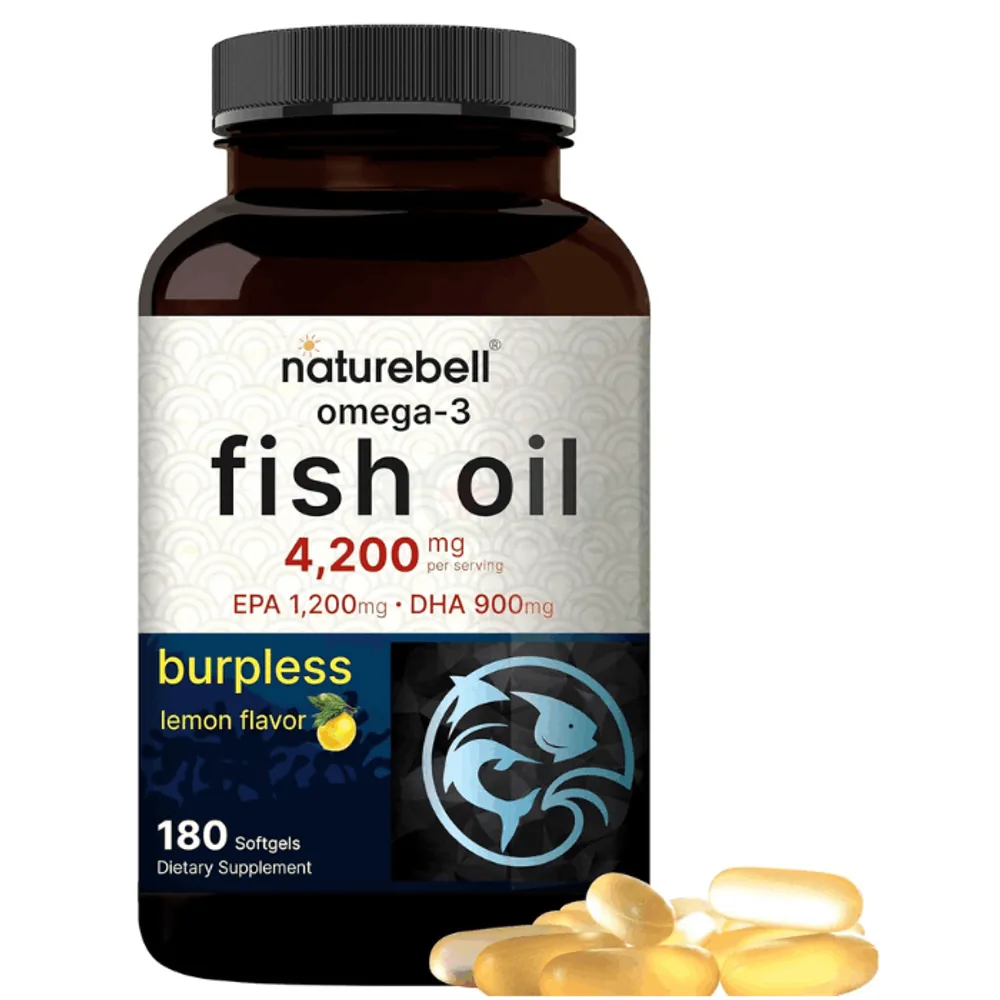 naturebell®
omega-3
fish oil
4,200 mg
per serving
EPA 1,200mg • DHA 900mg
burpless
lemon flavor
180 Softgels
Dietary Supplement